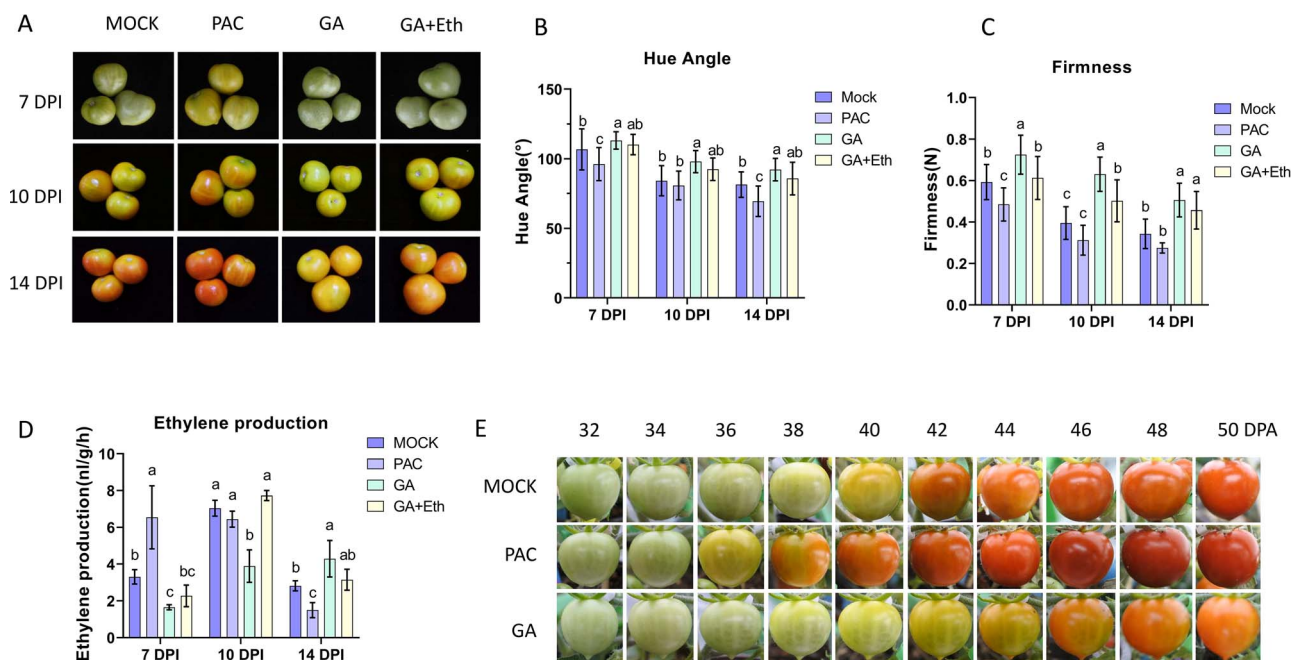 A
MOCK PAC GA GA+Eth
7 DPI
10 DPI
14 DPI
B
Hue Angle
Hue Angle(°)
150
100
50
0
b c a ab
b b a ab
b c a ab
7 DPI 10 DPI 14 DPI
Mock
PAC
GA
GA+Eth
C
Firmness
Firmness(N)
1.0
0.8
0.6
0.4
0.2
0.0
b c a b
c c a b
b b a a
7 DPI 10 DPI 14 DPI
Mock
PAC
GA
GA+Eth
D
Ethylene production
Ethylene production(nl/g/h)
10
8
6
4
2
0
b a c bc
a a b a
b c a ab
7 DPI 10 DPI 14 DPI
MOCK
PAC
GA
GA+Eth
E
32 34 36 38 40 42 44 46 48 50 DPA
MOCK
PAC
GA